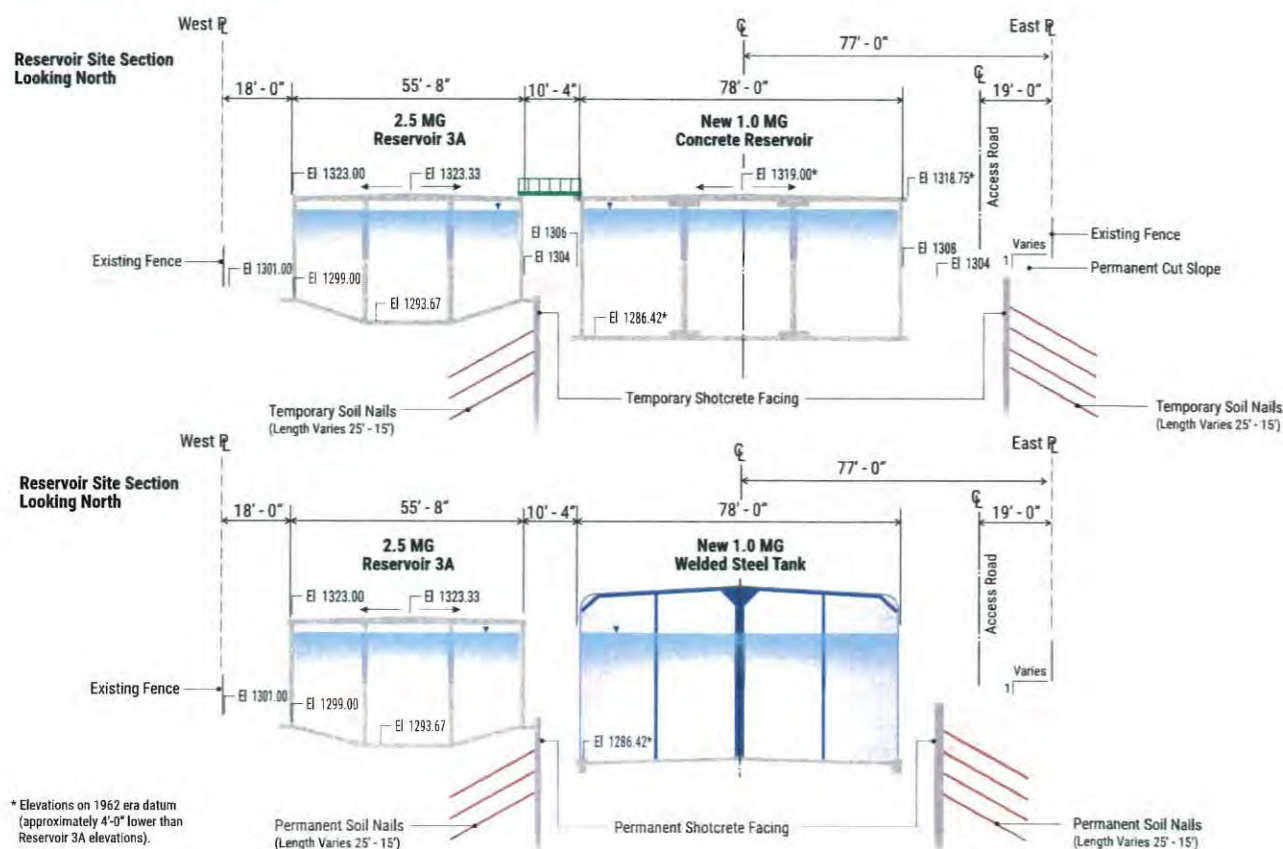 West ℄
℄
East ℄
77' - 0"
Reservoir Site Section
Looking North
18' - 0"
55' - 8"
10' - 4"
78' - 0"
℄
19' - 0"
2.5 MG
Reservoir 3A
New 1.0 MG
Concrete Reservoir
Access Road
El 1323.00
El 1323.33
El 1319.00*
El 1318.75*
El 1306
El 1304
El 1308
El 1304
Varies
1
Existing Fence
Existing Fence
El 1301.00
El 1299.00
Permanent Cut Slope
El 1293.67
El 1286.42*
Temporary Shotcrete Facing
Temporary Soil Nails
(Length Varies 25' - 15')
Temporary Soil Nails
(Length Varies 25' - 15')
West ℄
℄
East ℄
77' - 0"
Reservoir Site Section
Looking North
18' - 0"
55' - 8"
10' - 4"
78' - 0"
℄
19' - 0"
2.5 MG
Reservoir 3A
New 1.0 MG
Welded Steel Tank
Access Road
El 1323.00
El 1323.33
Varies
1
Existing Fence
El 1301.00
El 1299.00
El 1293.67
El 1286.42*
* Elevations on 1962 era datum
(approximately 4'-0" lower than
Reservoir 3A elevations).
Permanent Soil Nails
(Length Varies 25' - 15')
Permanent Shotcrete Facing
Permanent Soil Nails
(Length Varies 25' - 15')